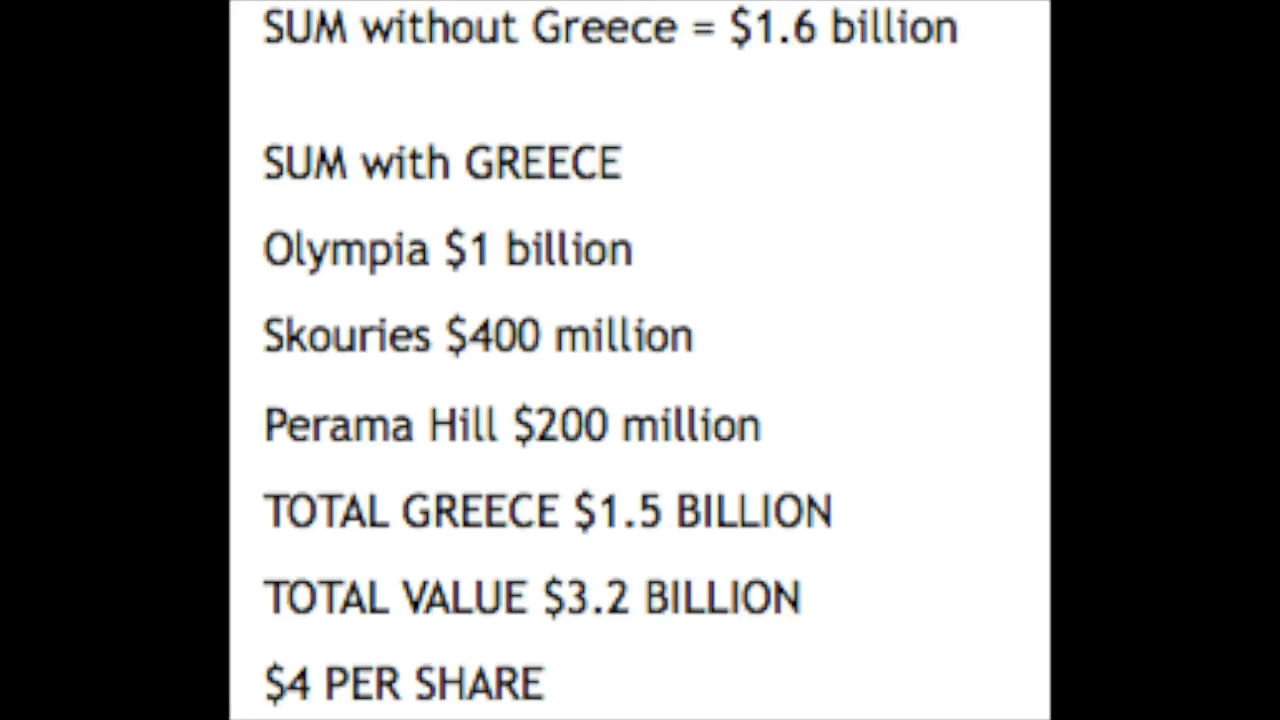 SUM without Greece = $1.6 billion
SUM with GREECE
Olympia $1 billion
Skouries $400 million
Perama Hill $200 million
TOTAL GREECE $1.5 BILLION
TOTAL VALUE $3.2 BILLION
$4 PER SHARE